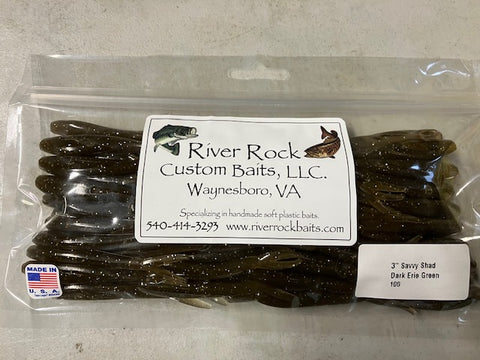 River Rock
Custom Baits, LLC.
Waynesboro, VA
Specializing in handmade soft plastic baits.
540-414-3293 www.riverrockbaits.com
3" Savvy Shad
Dark Erie Green
100
MADE IN
U.S.A.